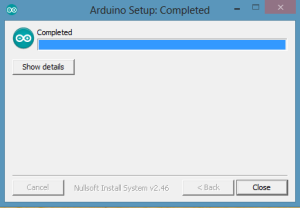 Arduino Setup: Completed
Completed
Show details
Cancel
Nullsoft Install System v2.46
< Back
Close